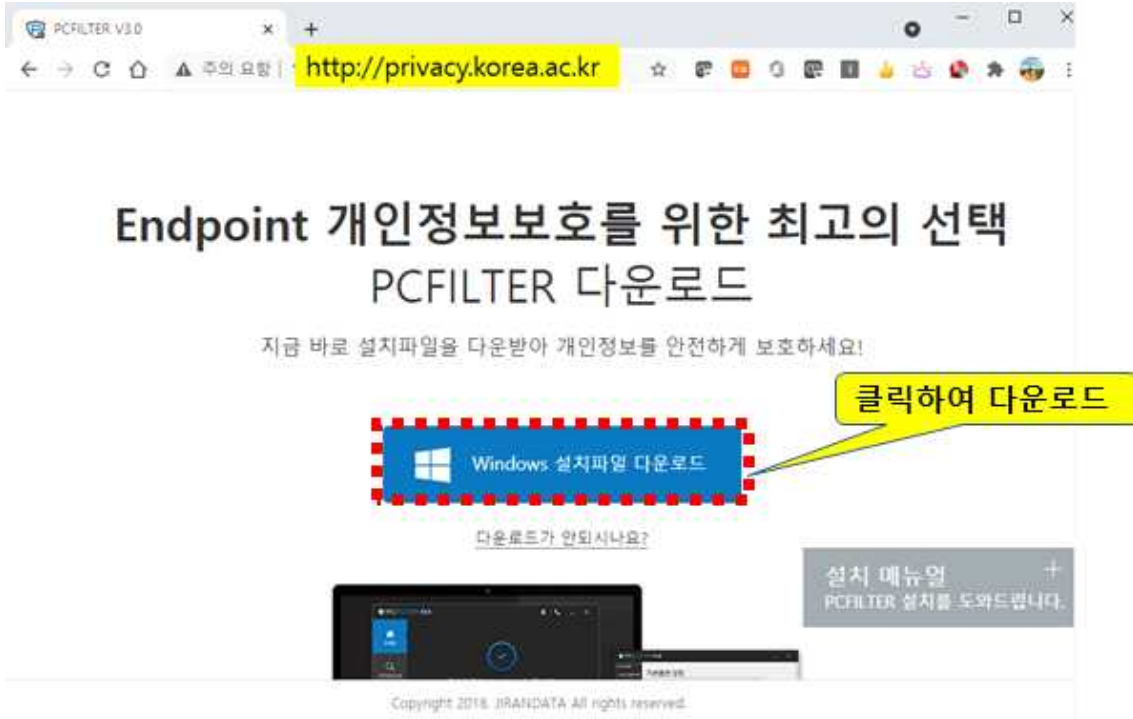 PCFILTER V3.0
주의 요함
http://privacy.korea.ac.kr
Endpoint 개인정보보호를 위한 최고의 선택
PCFILTER 다운로드
지금 바로 설치파일을 다운받아 개인정보를 안전하게 보호하세요!
클릭하여 다운로드
Windows 설치파일 다운로드
다운로드가 안되시나요?
설치 메뉴얼
PCFILTER 설치를 도와드립니다.
Copyright 2016. JIRANDATA All rights reserved.